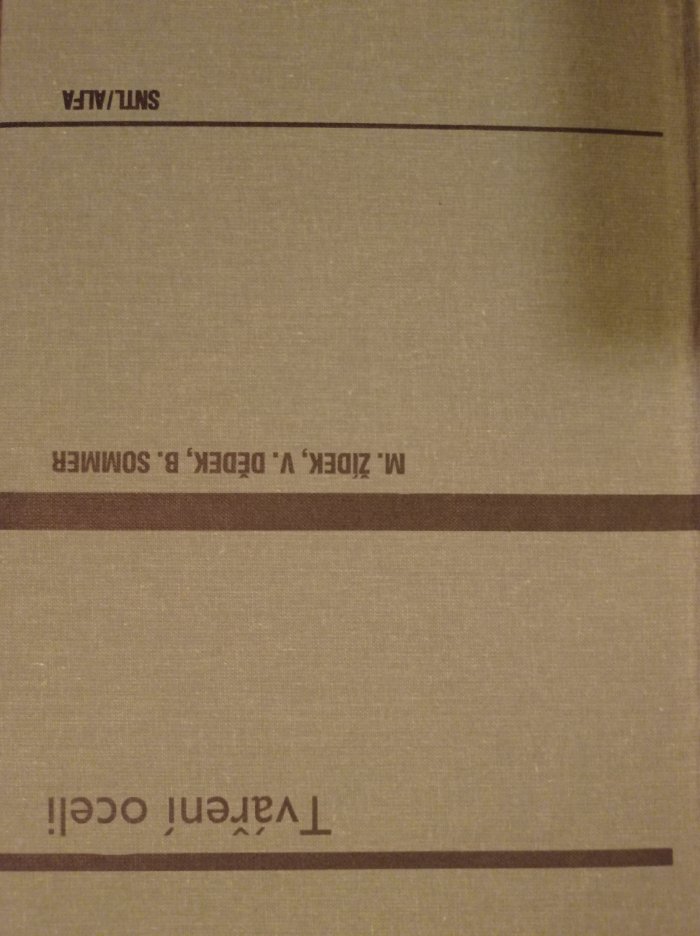 Tváření oceli
M. ŽÍDEK, V. DĚDEK, B. SOMMER
SNTL/ALFA